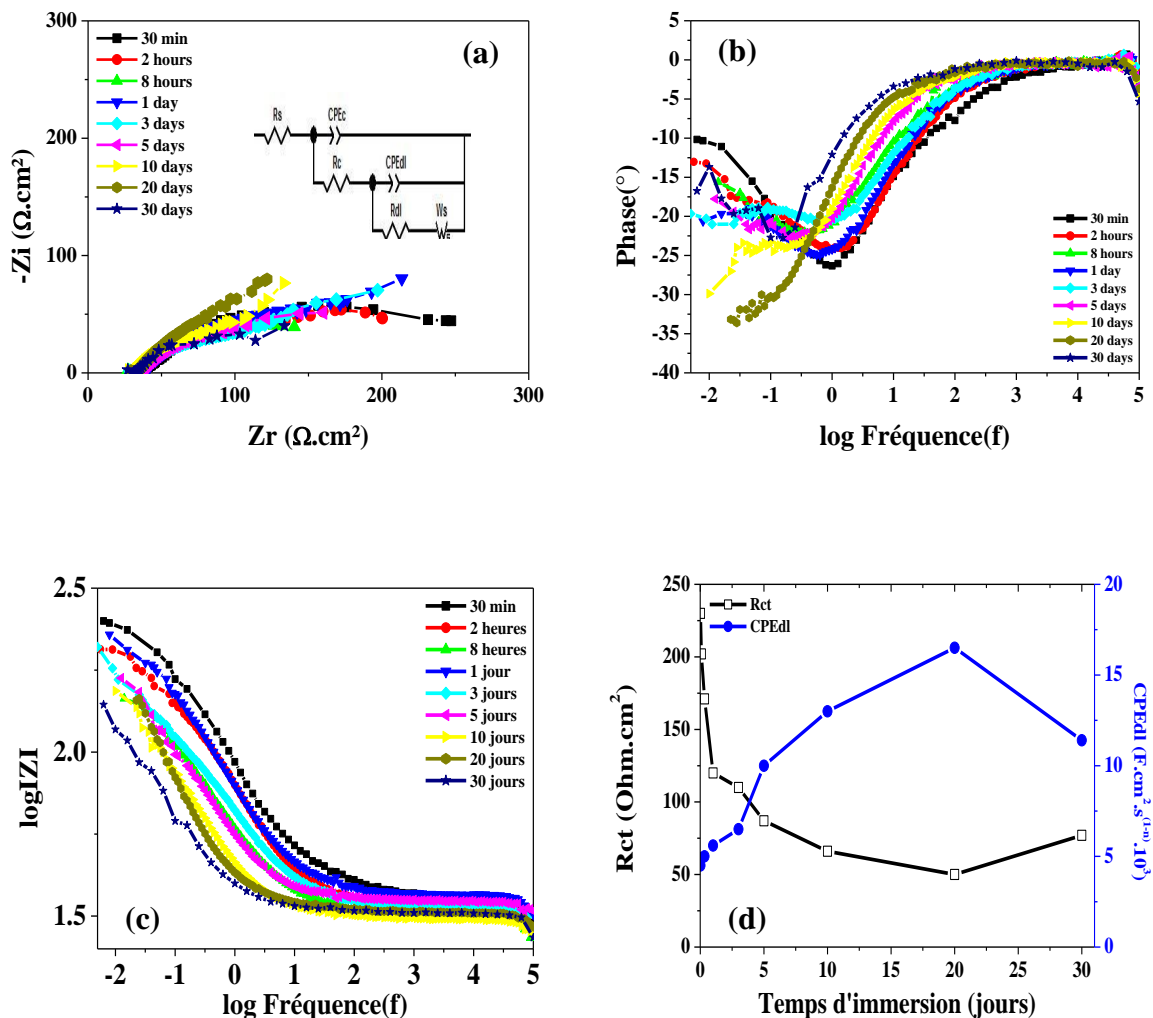 (a)
300
200
100
0
-Zi (Ω.cm²)
30 min
2 hours
8 hours
1 day
3 days
5 days
10 days
20 days
30 days
Rs
CPEc
Rc
CPEdl
Rdl
Ws
0
100
200
300
Zr (Ω.cm²)
(b)
0
-5
-10
-15
-20
-25
-30
-35
-40
Phase(°)
30 min
2 hours
8 hours
1 day
3 days
5 days
10 days
20 days
30 days
-2
-1
0
1
2
3
4
5
log Fréquence(f)
2.5
2.0
1.5
logIZI
30 min
2 heures
8 heures
1 jour
3 jours
5 jours
10 jours
20 jours
30 jours
(c)
-2
-1
0
1
2
3
4
5
log Fréquence(f)
250
200
150
100
50
0
Rct (Ohm.cm²)
Rct
CPEdl
20
15
10
5
0
CPEdl (F.cm⁻².s⁽¹⁻ⁿ⁾.10³)
(d)
0
5
10
15
20
25
30
Temps d'immersion (jours)